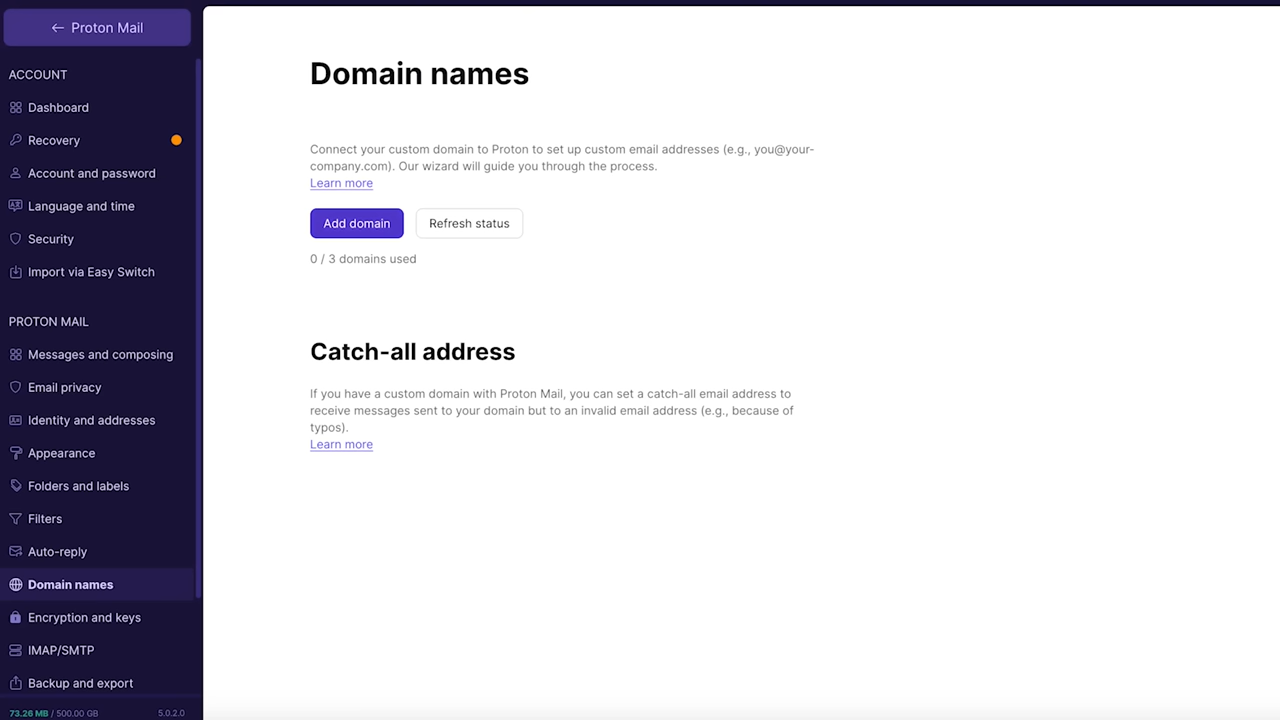 ← Proton Mail
ACCOUNT
Dashboard
Recovery
Account and password
Language and time
Security
Import via Easy Switch
PROTON MAIL
Messages and composing
Email privacy
Identity and addresses
Appearance
Folders and labels
Filters
Auto-reply
Domain names
Encryption and keys
IMAP/SMTP
Backup and export
73.26 MB / 500.00 GB 5.0.2.0
Domain names
Connect your custom domain to Proton to set up custom email addresses (e.g., you@your-
company.com). Our wizard will guide you through the process.
Learn more
Add domain Refresh status
0 / 3 domains used
Catch-all address
If you have a custom domain with Proton Mail, you can set a catch-all email address to
receive messages sent to your domain but to an invalid email address (e.g., because of
typos).
Learn more